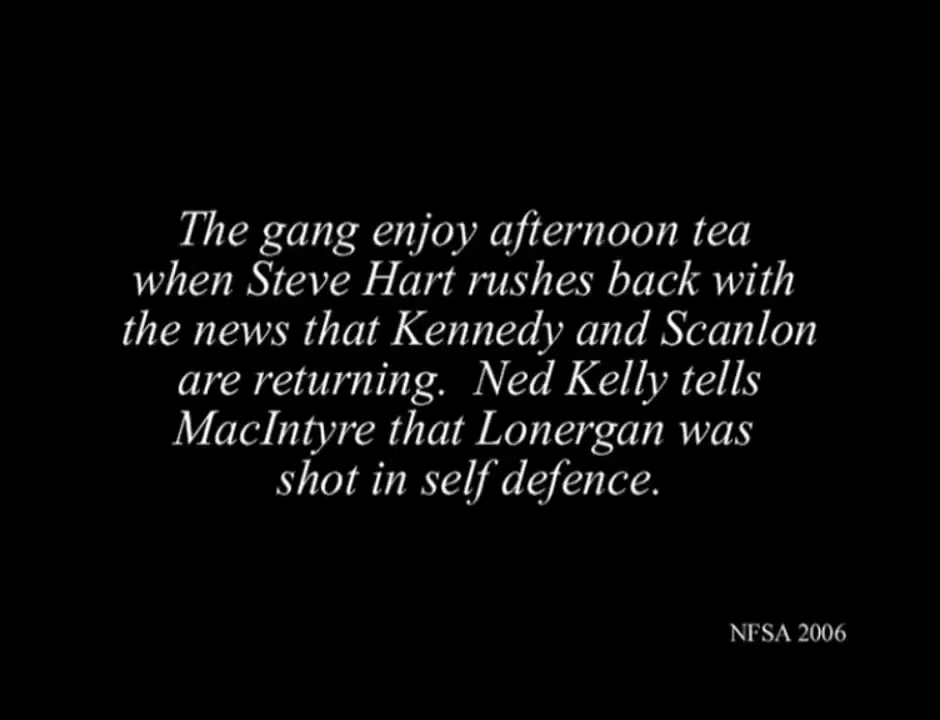 The gang enjoy afternoon tea
when Steve Hart rushes back with
the news that Kennedy and Scanlon
are returning.  Ned Kelly tells
MacIntyre that Lonergan was
shot in self defence.
NFSA 2006